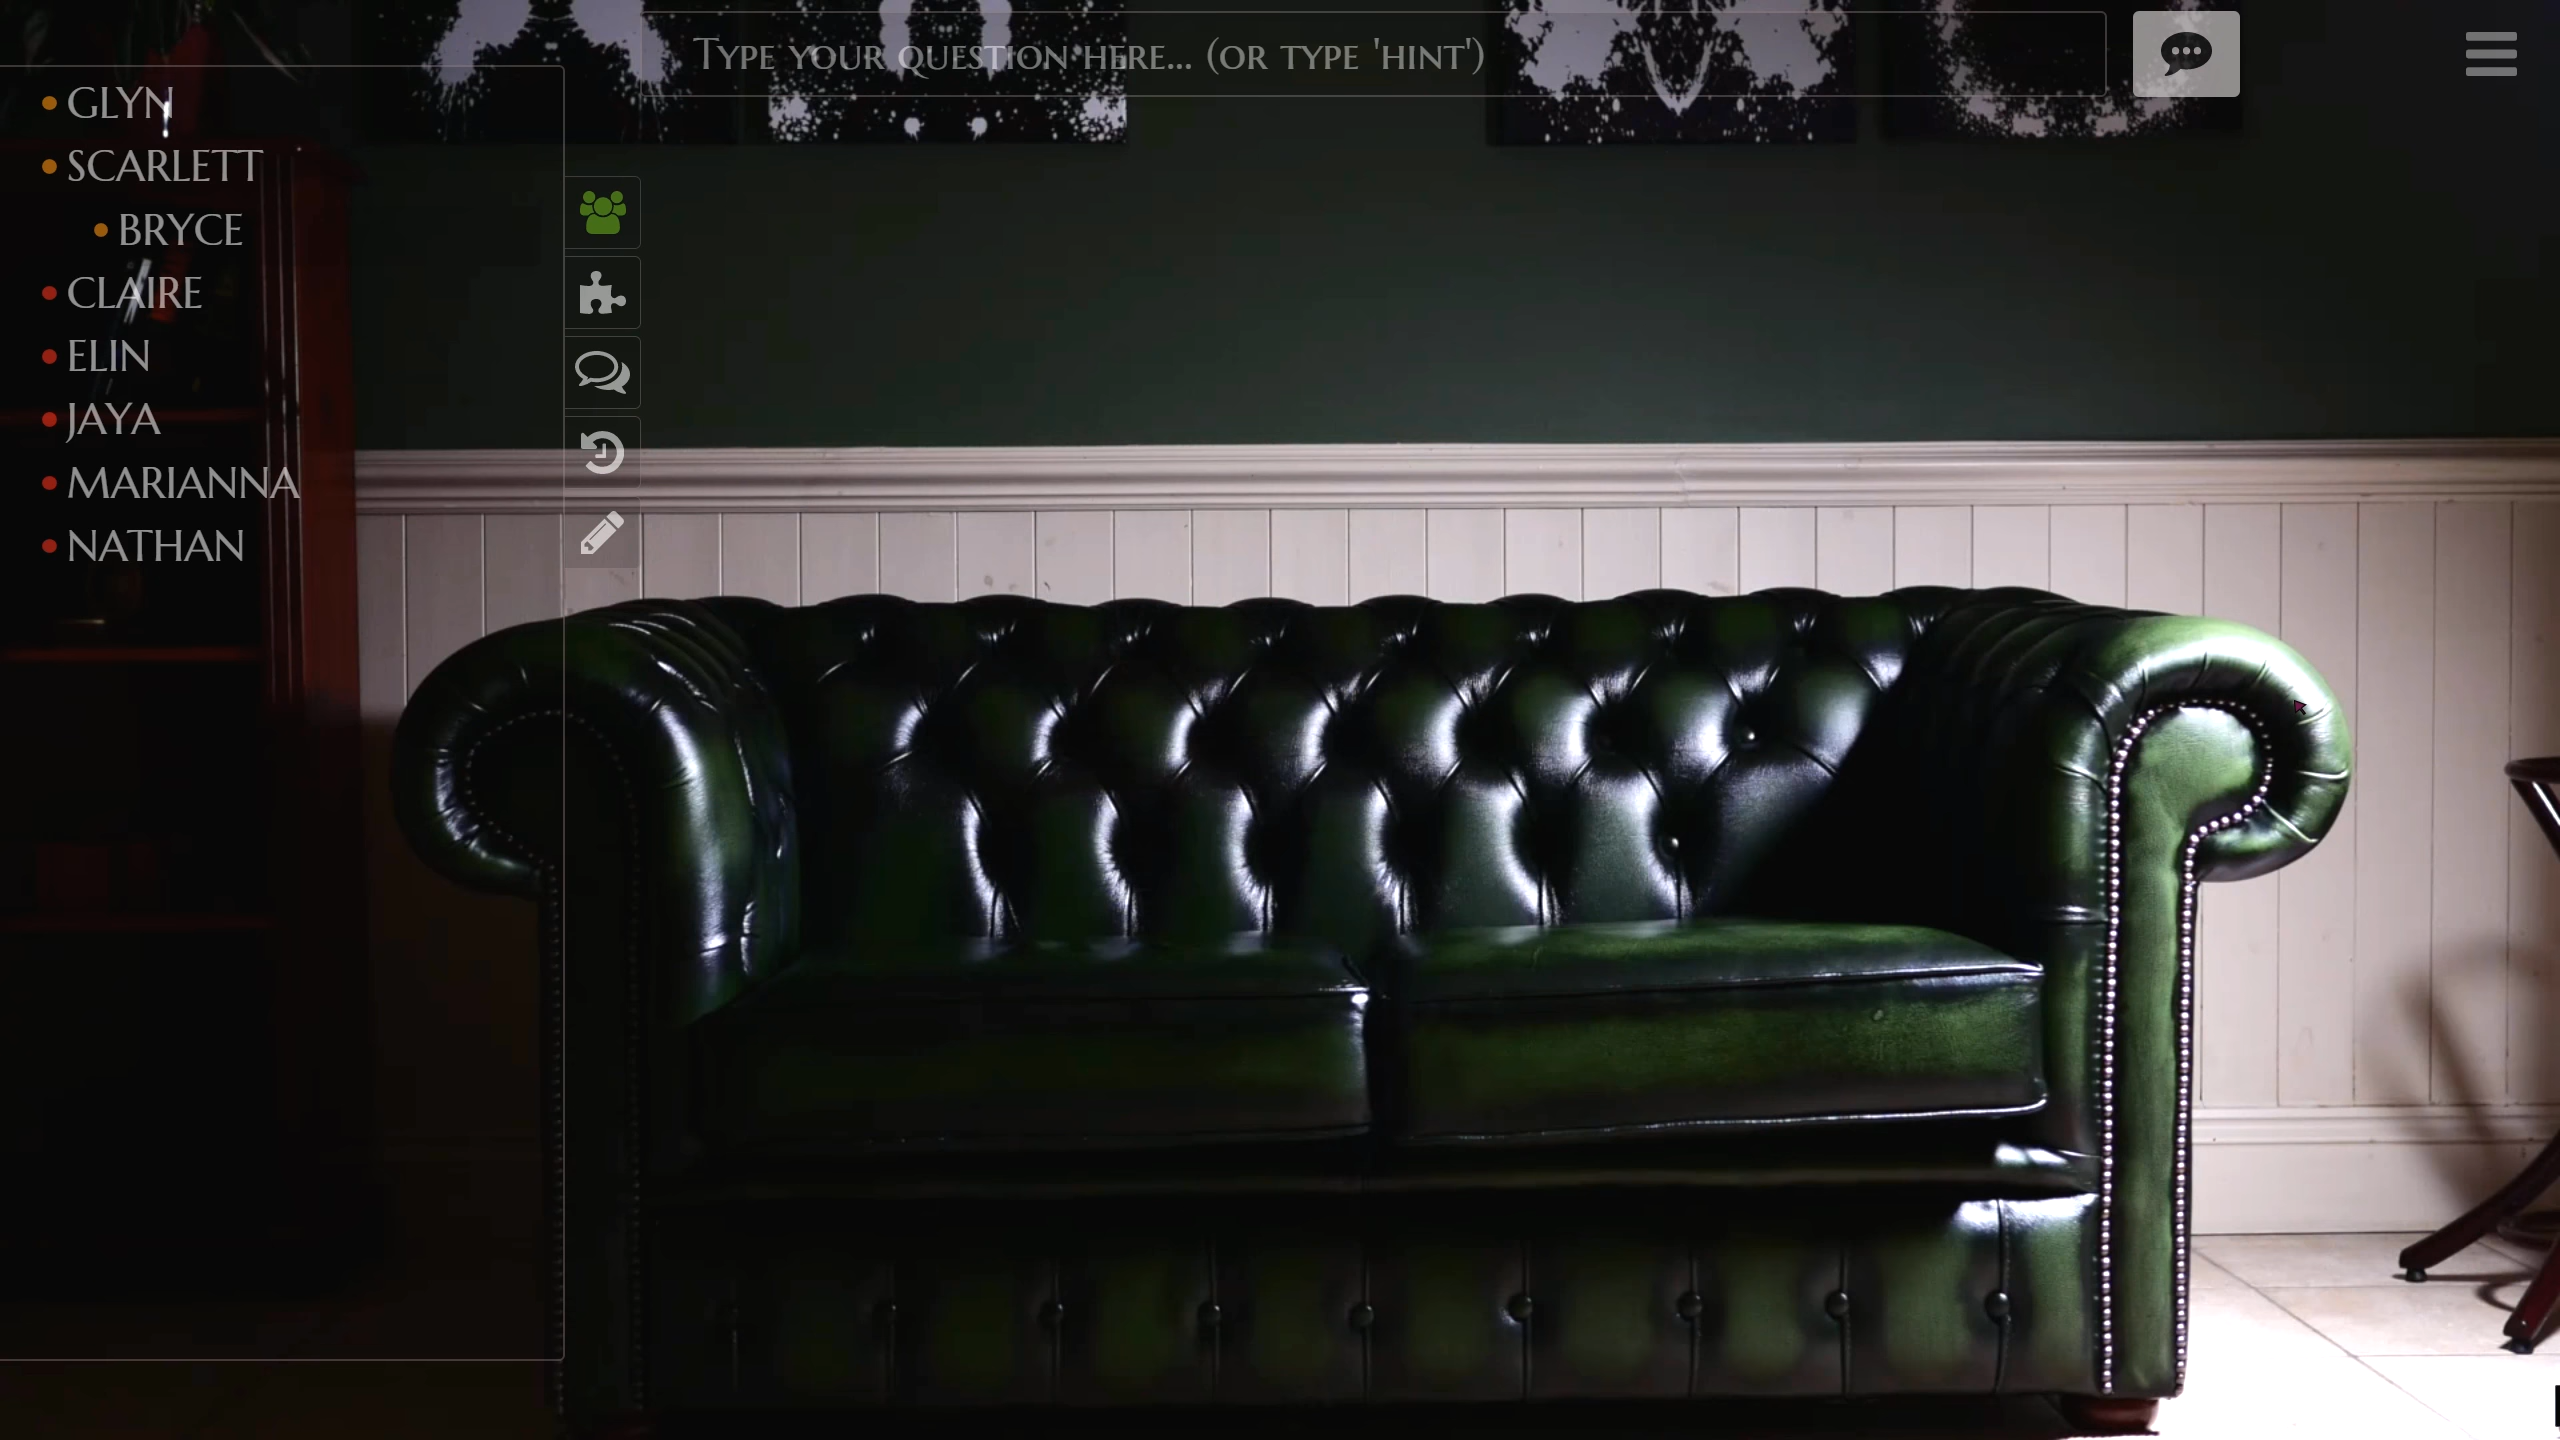 Type your question here... (or type 'hint')
GLYN
SCARLETT
BRYCE
CLAIRE
ELIN
JAYA
MARIANNA
NATHAN